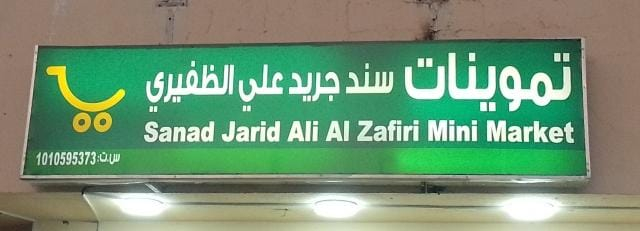 تموينات سند جريد علي الظفيري
Sanad Jarid Ali Al Zafiri Mini Market
س.ت: 1010595373